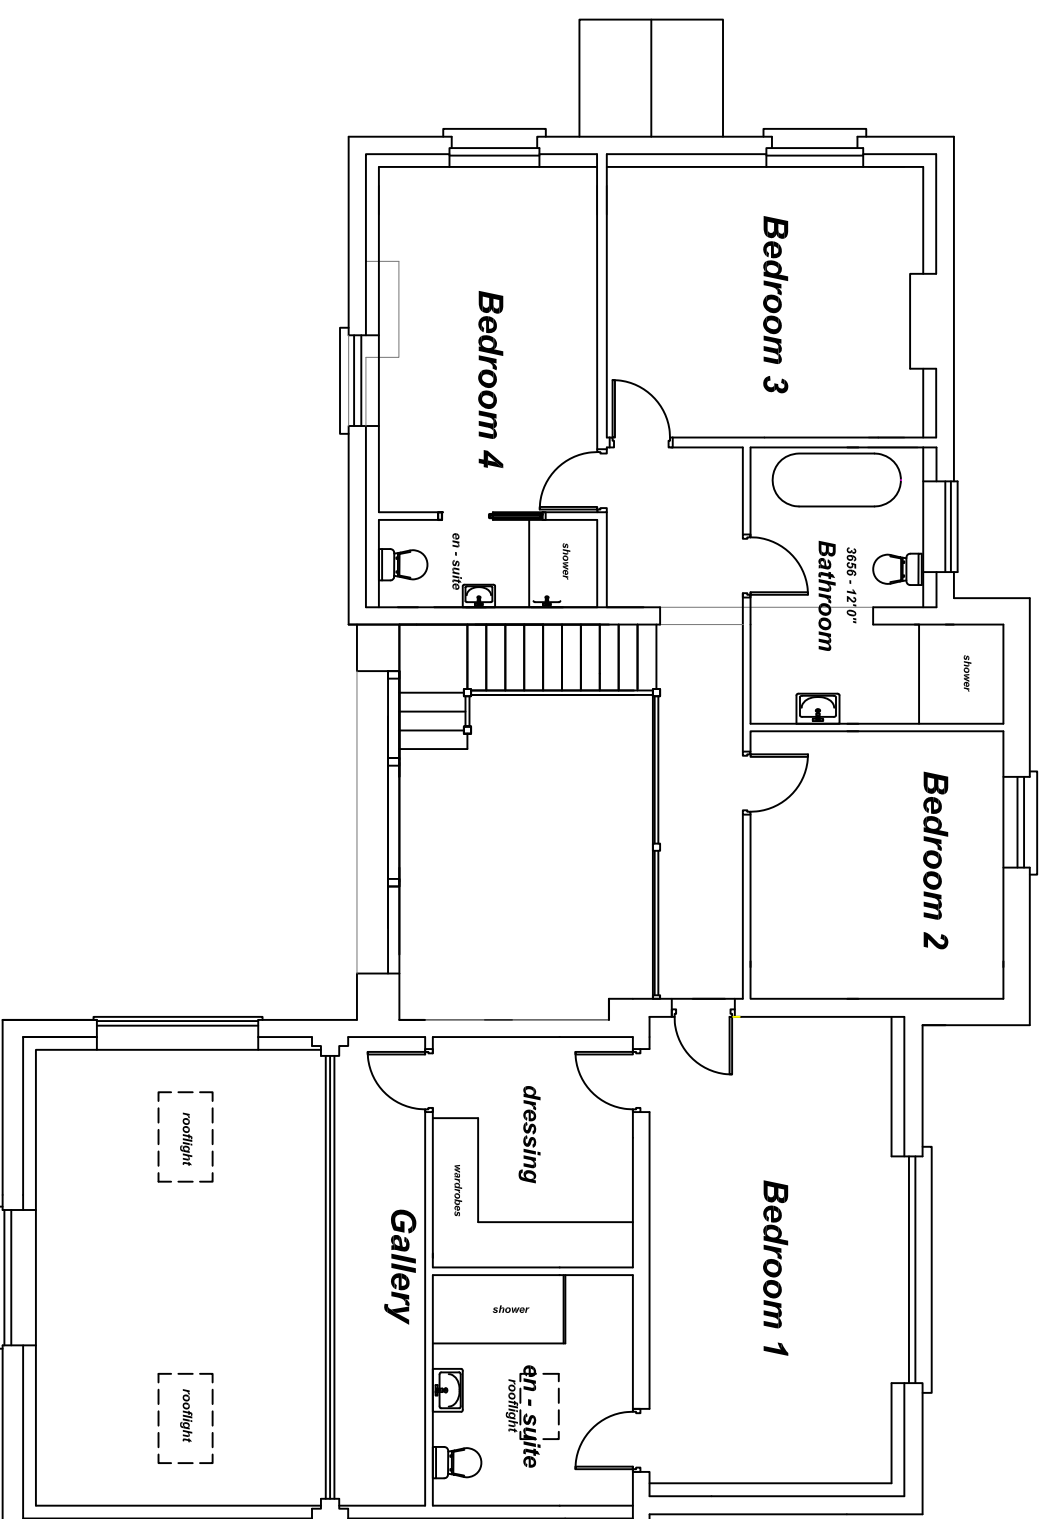 Bedroom 3
Bedroom 4
en - suite
shower
3656 - 12'0"
Bathroom
shower
Bedroom 2
dressing
wardrobes
rooflight
Gallery
Bedroom 1
shower
en - suite
rooflight
rooflight